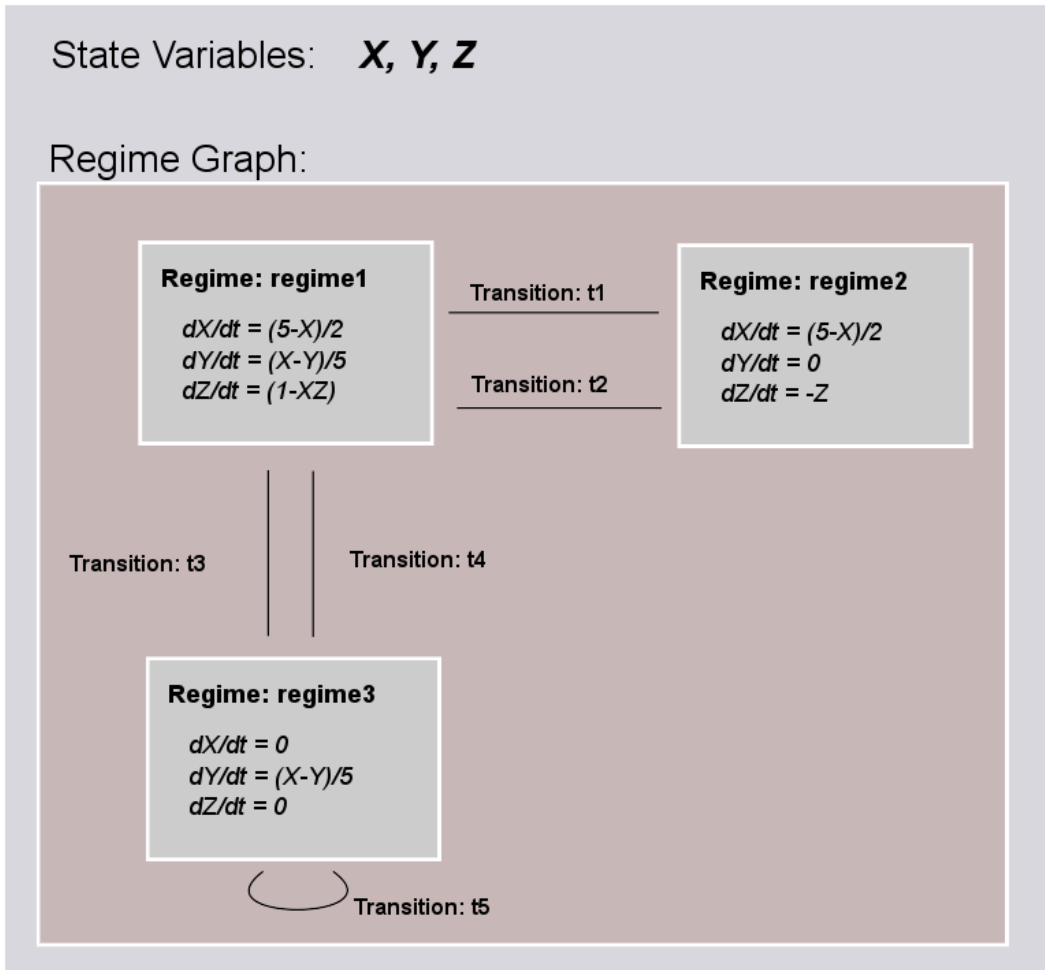 State Variables: X, Y, Z
Regime Graph:
Regime: regime1
dX/dt = (5-X)/2
dY/dt = (X-Y)/5
dZ/dt = (1-XZ)
Transition: t1
Transition: t2
Regime: regime2
dX/dt = (5-X)/2
dY/dt = 0
dZ/dt = -Z
Transition: t3
Transition: t4
Regime: regime3
dX/dt = 0
dY/dt = (X-Y)/5
dZ/dt = 0
Transition: t5